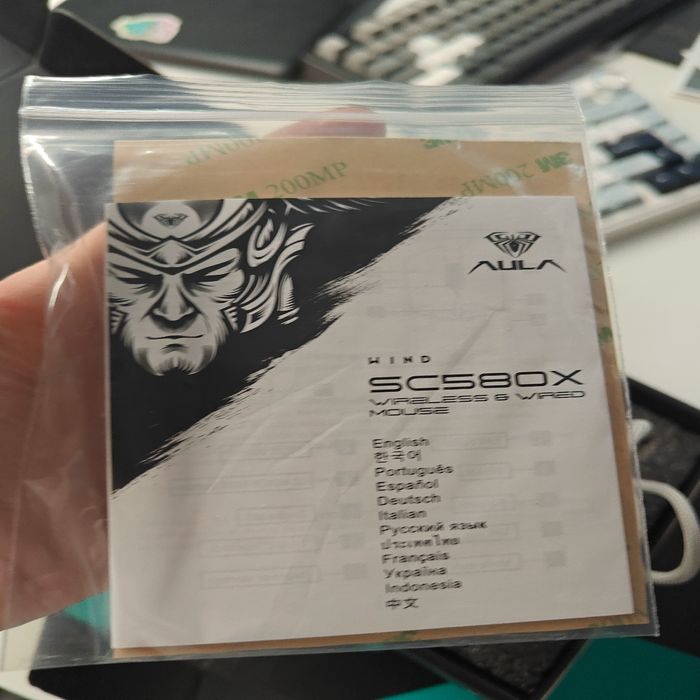 200MP
3M 200MP
AULA
WIND
SC580X
WIRELESS & WIRED
MOUSE
English
한국어
Português
Español
Deutsch
Italian
Русский язык
ประเทศไทย
Français
Україна
Indonesia
中文